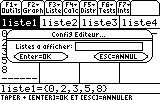 F1▾ F2▾ F3▾ F4▾ F5▾ F6▾ F7▾
Outils Graph Liste Calc Distr Tests Ints
liste1 liste2 liste3 liste4
Config Editeur...
Listes à afficher:
Enter=OK ESC=ANNUL
liste1={0,2,3,5,8}
TAPER + [ENTER]=OK ET [ESC]=ANNULER